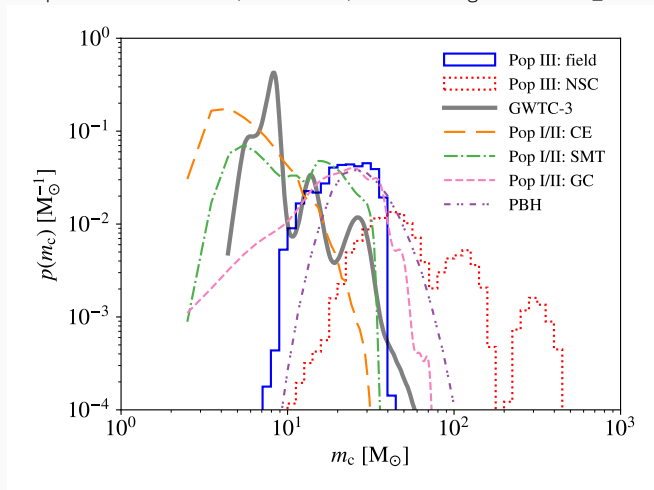 10^0
10^-1
10^-2
10^-3
10^-4
p(m_c) [M_⊙^-1]
Pop III: field
Pop III: NSC
GWTC-3
Pop I/II: CE
Pop I/II: SMT
Pop I/II: GC
PBH
10^0 10^1 10^2 10^3
m_c [M_⊙]